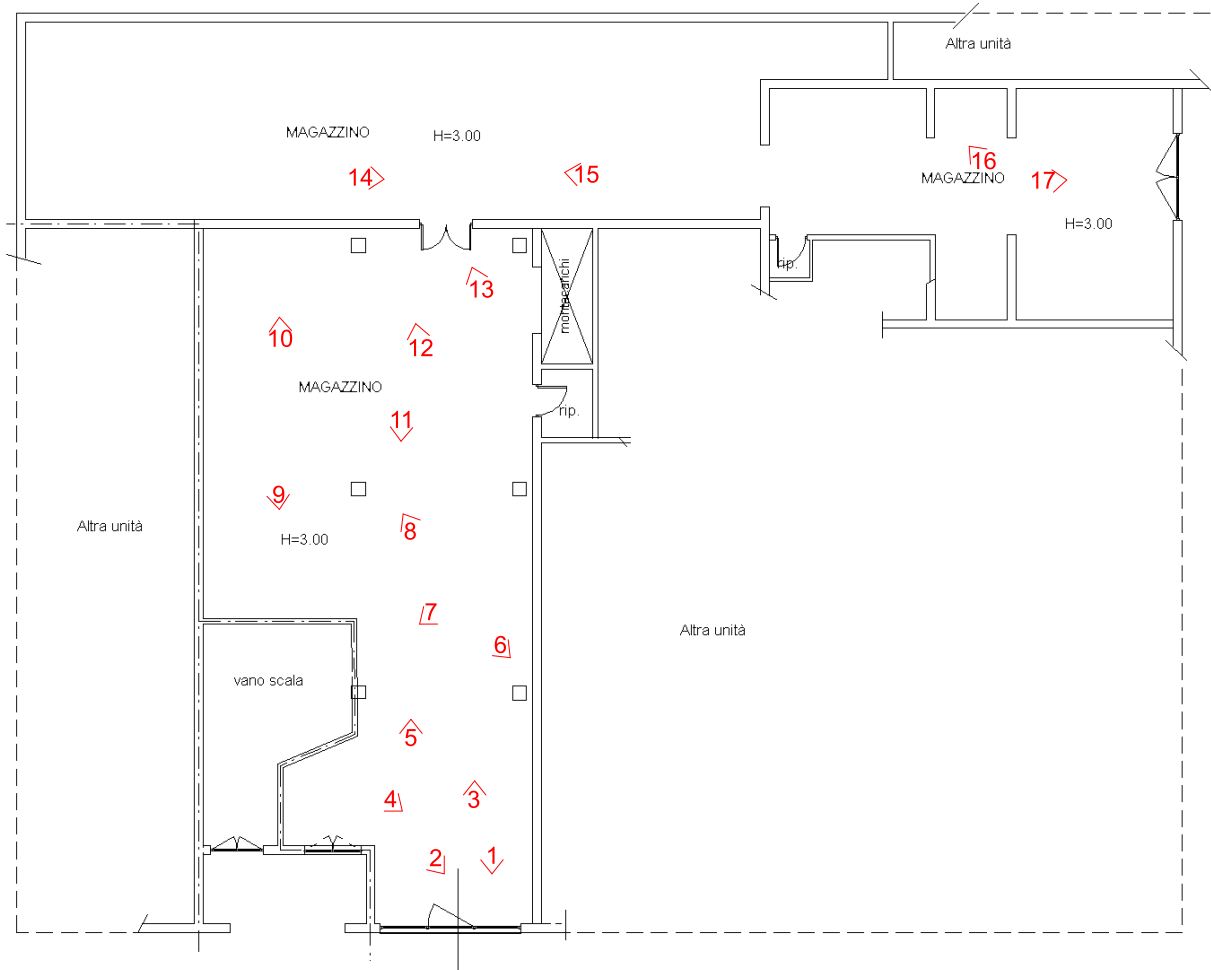 Altra unità
MAGAZZINO
H=3.00
14
15
16
MAGAZZINO
17
H=3.00
rip.
montacarichi
13
10
12
MAGAZZINO
11
rip.
9
Altra unità
8
H=3.00
7
6
Altra unità
vano scala
5
4
3
2
1